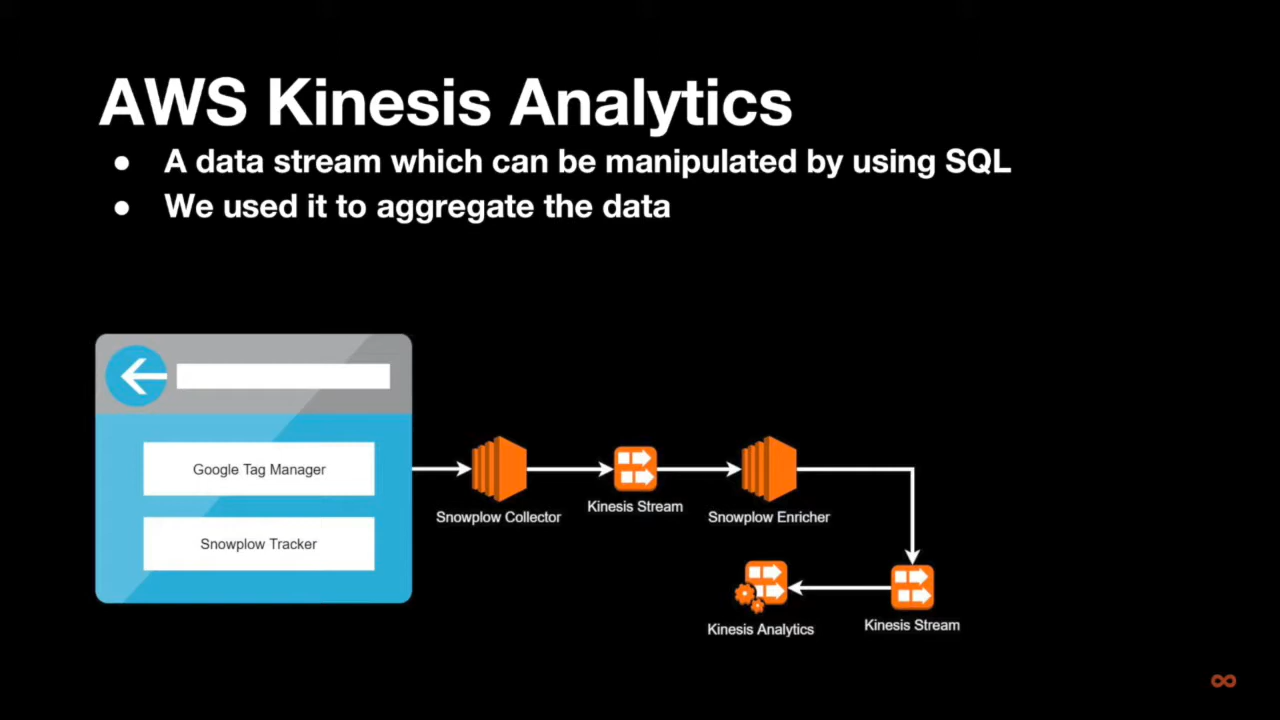 AWS Kinesis Analytics
● A data stream which can be manipulated by using SQL
● We used it to aggregate the data
Google Tag Manager
Snowplow Tracker
Snowplow Collector
Kinesis Stream
Snowplow Enricher
Kinesis Analytics
Kinesis Stream